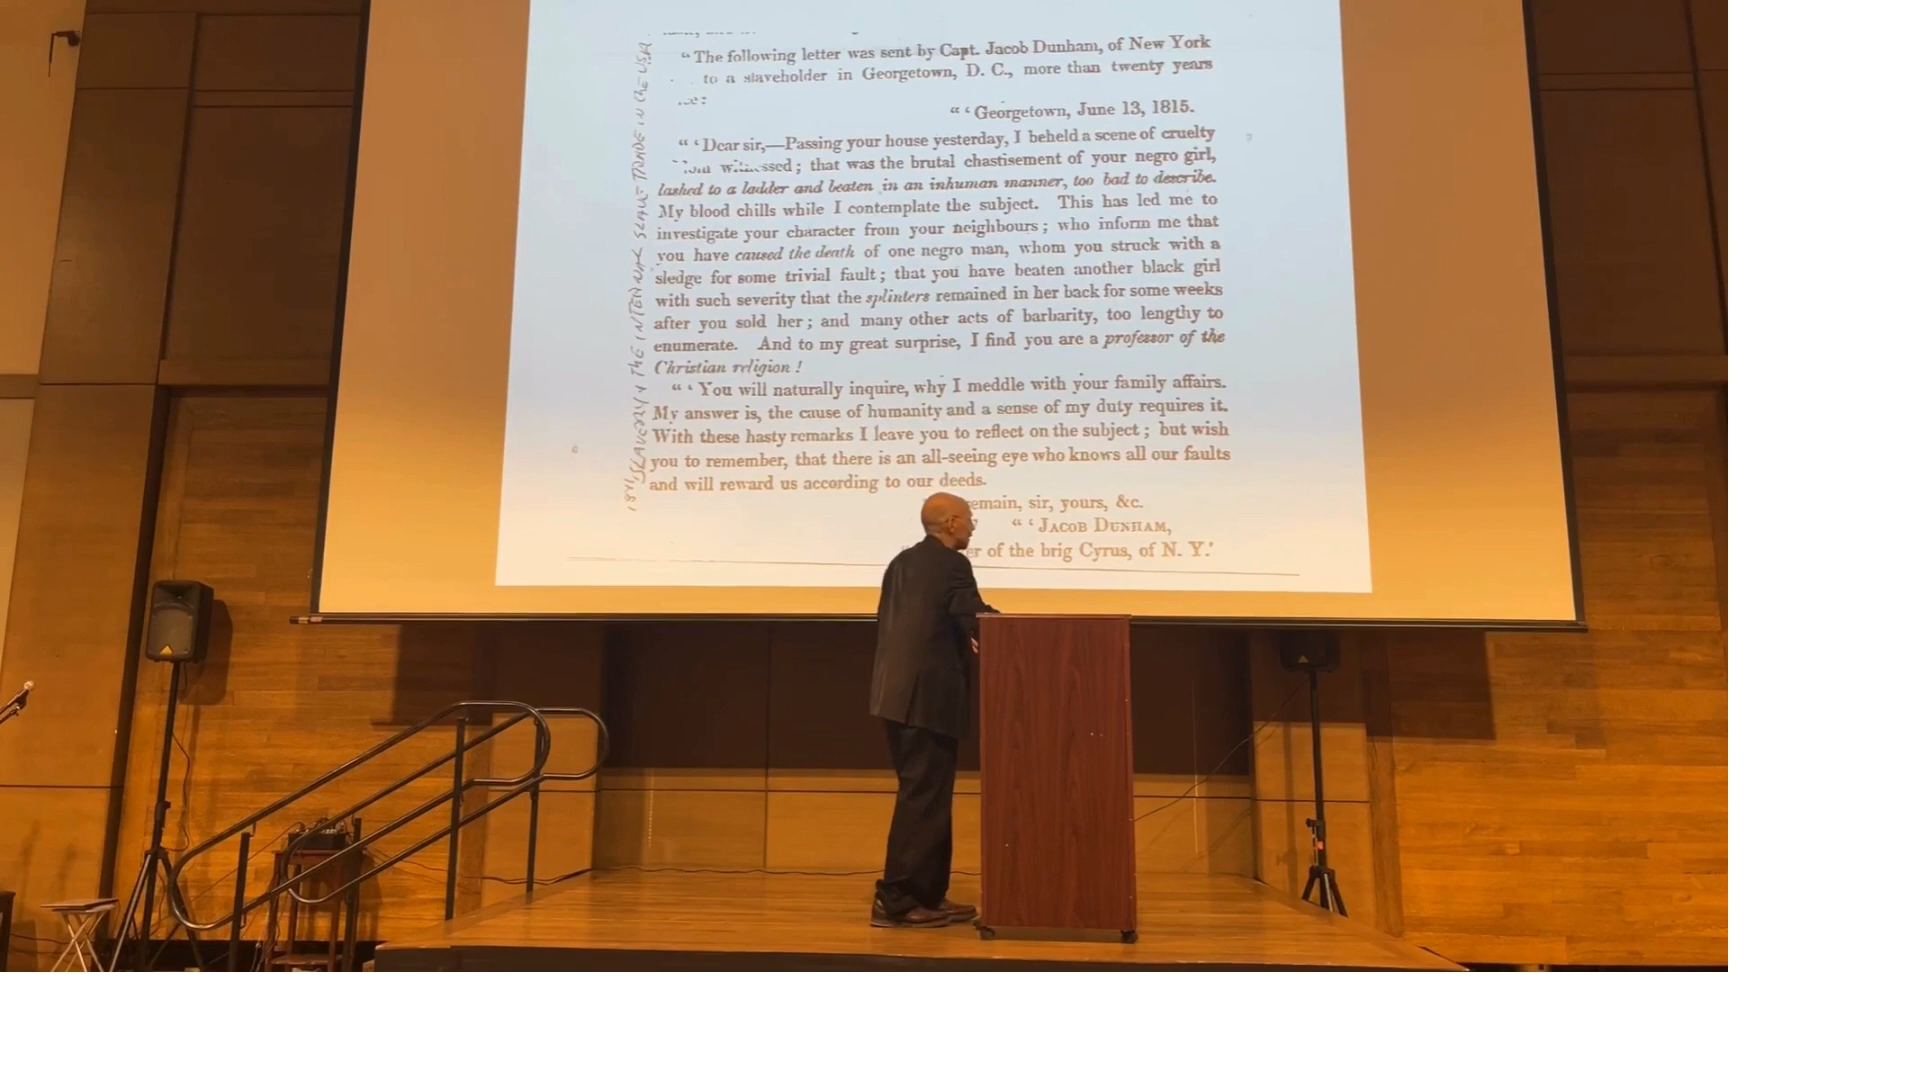 “The following letter was sent by Capt. Jacob Dunham, of New York
to a slaveholder in Georgetown, D. C., more than twenty years
“ ‘ Georgetown, June 13, 1815.
“ ‘ Dear sir,—Passing your house yesterday, I beheld a scene of cruelty
witnessed ; that was the brutal chastisement of your negro girl,
lashed to a ladder and beaten in an inhuman manner, too bad to describe.
My blood chills while I contemplate the subject. This has led me to
investigate your character from your neighbours ; who inform me that
you have caused the death of one negro man, whom you struck with a
sledge for some trivial fault ; that you have beaten another black girl
with such severity that the splinters remained in her back for some weeks
after you sold her ; and many other acts of barbarity, too lengthy to
enumerate. And to my great surprise, I find you are a professor of the
Christian religion !
“ ‘ You will naturally inquire, why I meddle with your family affairs.
My answer is, the cause of humanity and a sense of my duty requires it.
With these hasty remarks I leave you to reflect on the subject ; but wish
you to remember, that there is an all-seeing eye who knows all our faults
and will reward us according to our deeds.
emain, sir, yours, &c.
“ ‘ JACOB DUNHAM,
er of the brig Cyrus, of N. Y.’
1841, SLAVERY & THE INTERNAL SLAVE-TRADE IN the USA